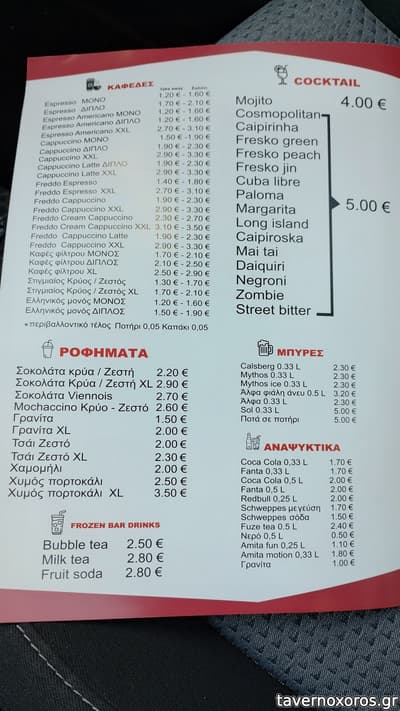 ΚΑΦΕΔΕΣ
Espresso ΜΟΝΟ 1.20 € - 1.60 €
Espresso ΔΙΠΛΟ 1.70 € - 2.10 €
Espresso Americano ΜΟΝΟ 1.20 € - 1.60 €
Espresso Americano ΔΙΠΛΟ 1.20 € - 1.60 €
Espresso Americano XXL 2.70 € - 3.10 €
Cappuccino ΜΟΝΟ 1.50 € -1.90 €
Cappuccino ΔΙΠΛΟ 1.90 € - 2.30 €
Cappuccino XXL 2.90 € - 3.30 €
Cappuccino Latte ΔΙΠΛΟ 1.90 € - 2.30 €
Cappuccino Latte XXL 2.90 € - 3.30 €
Freddo Espresso 1.40 € - 1.80 €
Freddo Espresso XXL 2.70 € - 3.10 €
Freddo Cappuccino 1.90 € - 2.30 €
Freddo Cappuccino XXL 2.90 € - 3.30 €
Freddo Cream Cappuccino 2.30 € - 2.70 €
Freddo Cream Cappuccino XXL 3.10 € - 3.50 €
Freddo Cappuccino Latte 1.90 € - 2.30 €
Freddo Cappuccino XXL 2.90 € - 3.30 €
Καφές φίλτρου ΜΟΝΟΣ 1.70 € - 2.10 €
Καφές φίλτρου ΔΙΠΛΟΣ 2.10 € - 2.50 €
Καφές φίλτρου XL 2.50 € - 2.90 €
Στιγμιαίος Κρύος / Ζεστός 1.30 € - 1.70 €
Στιγμιαίος Κρύος / Ζεστός XL 1.70 € - 2.10 €
Ελληνικός μονός ΜΟΝΟΣ 1.20 € - 1.60 €
Ελληνικός μονός ΔΙΠΛΟΣ 1.50 € - 1.90 €
*περιβαλλοντικό τέλος Ποτήρι 0,05 Καπάκι 0,05
ΡΟΦΗΜΑΤΑ
Σοκολάτα κρύα / Ζεστή 2.20 €
Σοκολάτα Κρύα / Ζεστή XL 2.90 €
Σοκολάτα Viennois 2.70 €
Mochaccino Κρύο - Ζεστό 2.60 €
Γρανίτα 1.50 €
Γρανίτα XL 2.00 €
Τσάι Ζεστό 2.00 €
Τσάι Ζεστό XL 2.30 €
Χαμομήλι 2.00 €
Χυμός πορτοκάλι 2.50 €
Χυμός πορτοκάλι XL 3.50 €
FROZEN BAR DRINKS
Bubble tea 2.50 €
Milk tea 2.80 €
Fruit soda 2.80 €
COCKTAIL
Mojito 4.00 €
Cosmopolitan
Caipirinha
Fresko green
Fresko peach
Fresko jin
Cuba libre
Paloma
Margarita 5.00 €
Long island
Caipiroska
Mai tai
Daiquiri
Negroni
Zombie
Street bitter
ΜΠΥΡΕΣ
Calsberg 0.33 L 2.30 €
Mythos 0.33 L 2.30 €
Mythos ice 0.33 L 2.30 €
Άλφα φιάλη άνευ 0.5 L 3.20 €
Άλφα 0.33 L 2.30 €
Sol 0.33 L 5.00 €
Ποτά σε ποτήρι 5.00 €
ΑΝΑΨΥΚΤΙΚΑ
Coca Cola 0,33 L 1.70 €
Fanta 0,33 L 1.70 €
Coca Cola 0,5 L 2.00 €
Fanta 0,5 L 2.00 €
Redbull 0,25 L 2.00 €
Schweppes μεγεύση 1.70 €
Schweppes σόδα 1.50 €
Fuze tea 0.5 L 2.40 €
Νερό 0,5 L 0.50 €
Amita fun 0,25 L 1.10 €
Amita motion 0,33 L 1.80 €
Γρανίτα 1.00 €
tavernoxoros.gr